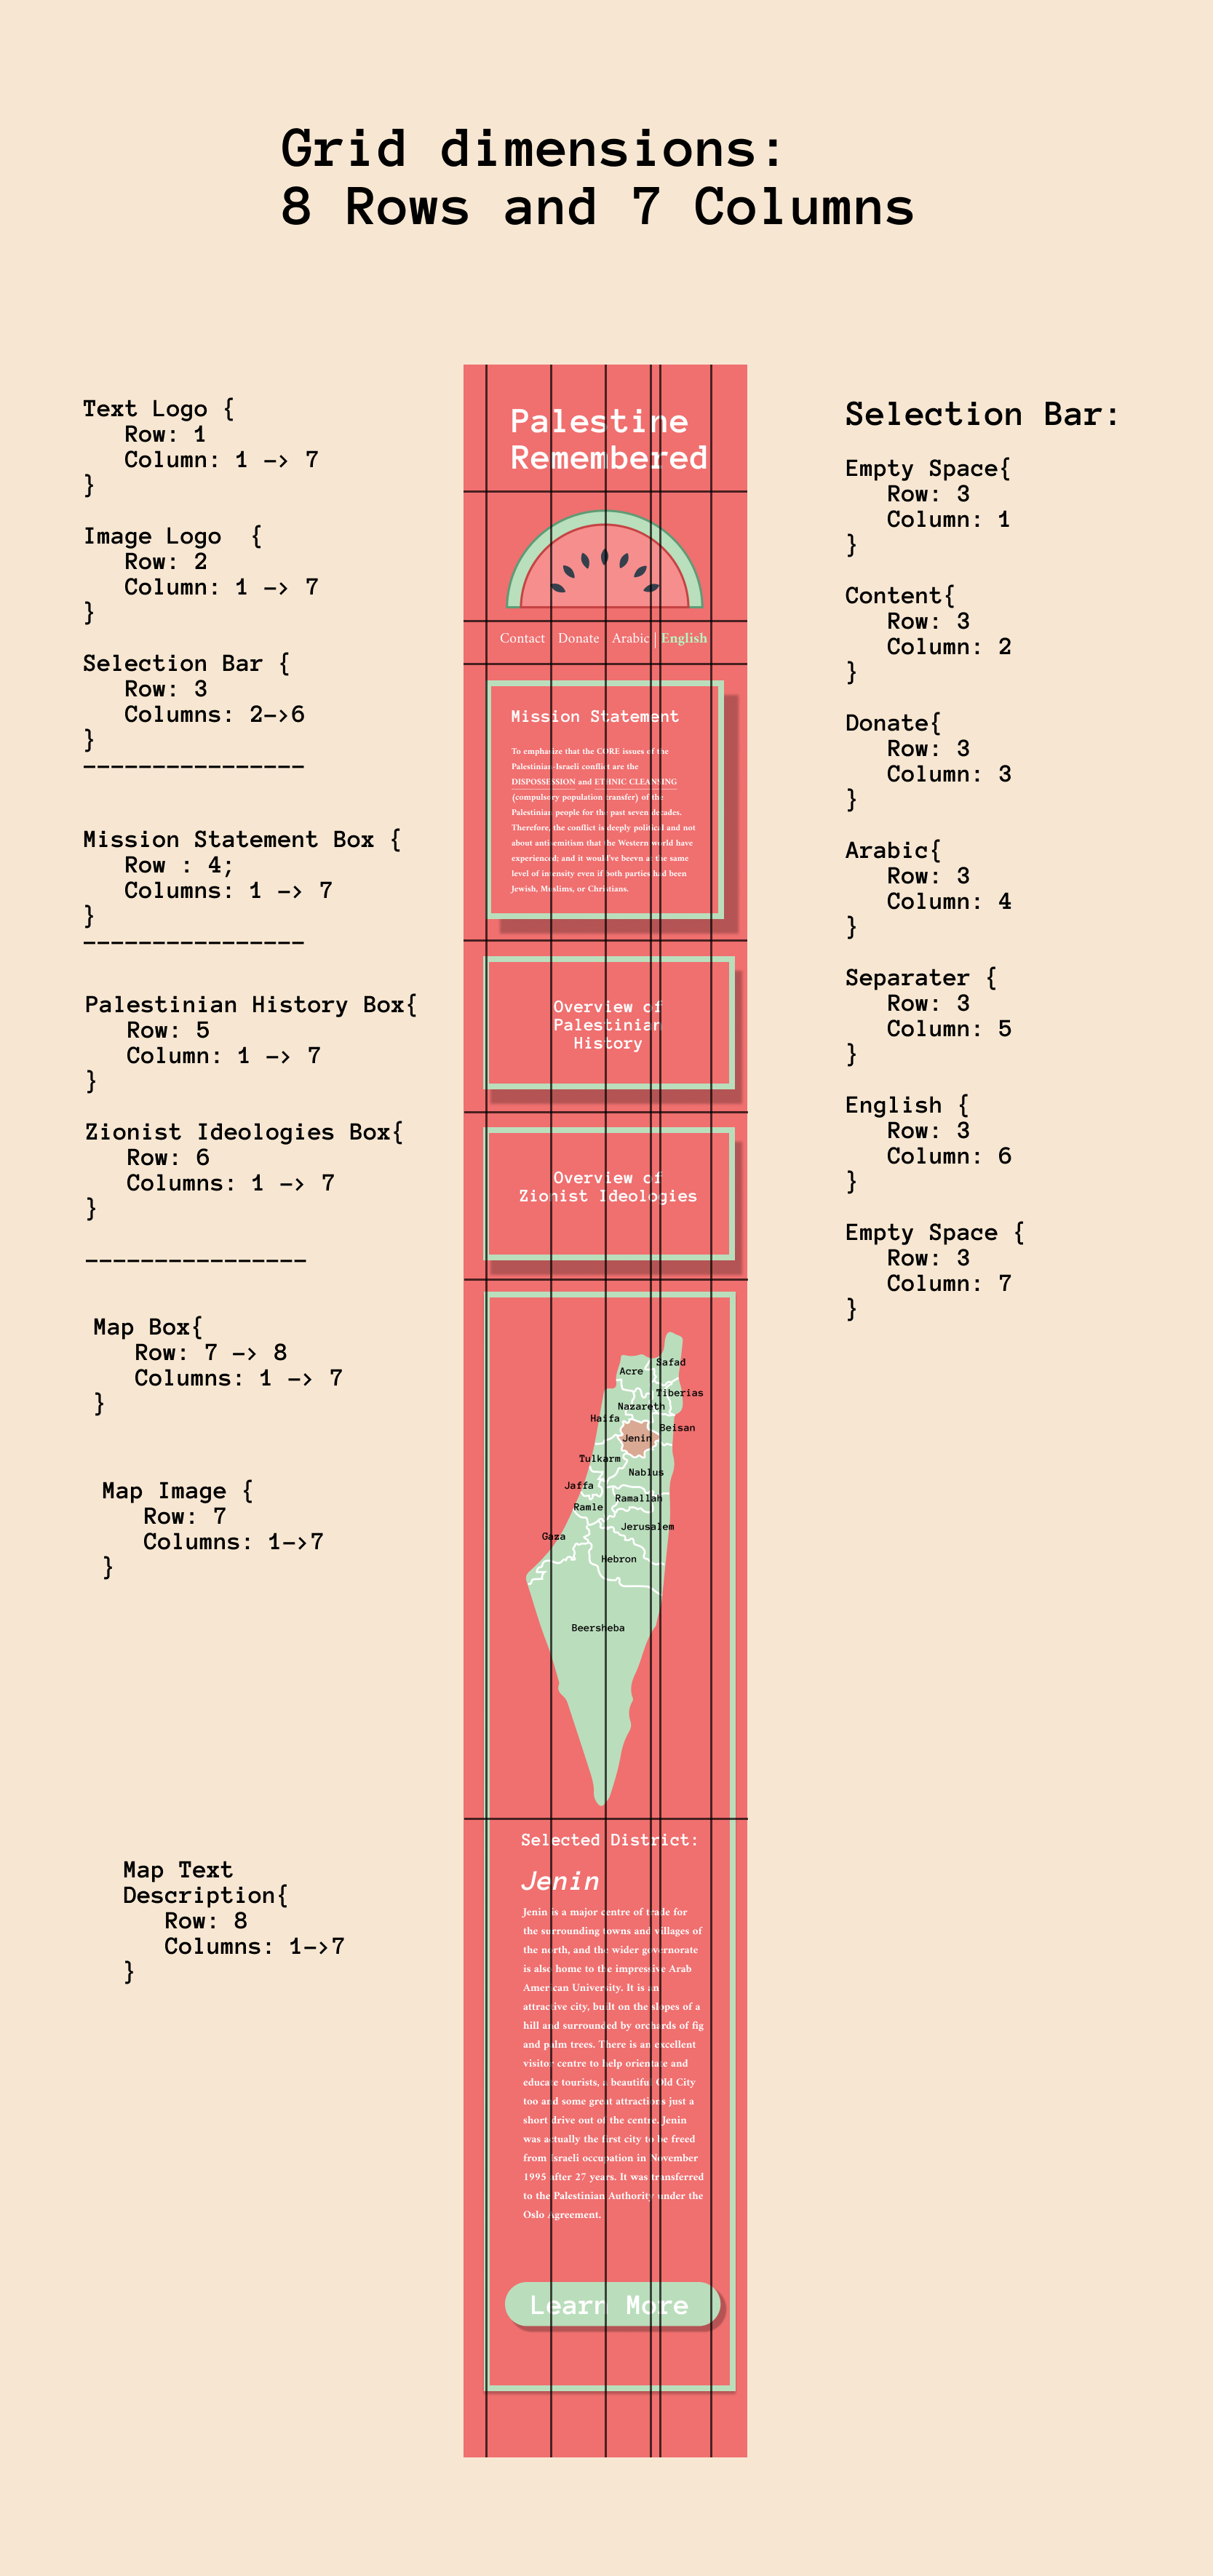 Grid dimensions:
8 Rows and 7 Columns
Text Logo {
Row: 1
Column: 1 -> 7
}
Image Logo {
Row: 2
Column: 1 -> 7
}
Selection Bar {
Row: 3
Columns: 2->6
}
----------------
Mission Statement Box {
Row : 4;
Columns: 1 -> 7
}
----------------
Palestinian History Box{
Row: 5
Column: 1 -> 7
}
Zionist Ideologies Box{
Row: 6
Columns: 1 -> 7
}
----------------
Map Box{
Row: 7 -> 8
Columns: 1 -> 7
}
Map Image {
Row: 7
Columns: 1->7
}
Map Text
Description{
Row: 8
Columns: 1->7
}
Palestine
Remembered
Contact Donate Arabic | English
Mission Statement
To emphasize that the CORE issues of the
Palestinian-Israeli conflict are the
DISPOSSESSION and ETHNIC CLEANSING
(compulsory population transfer) of the
Palestinian people for the past seven decades.
Therefore, the conflict is deeply political and not
about anti-semitism that the Western world have
experienced; and it would've beevn at the same
level of intensity even if both parties had been
Jewish, Muslims, or Christians.
Overview of
Palestinian
History
Overview of
Zionist Ideologies
Safad
Acre
Tiberias
Nazareth
Haifa
Beisan
Jenin
Tulkarm
Nablus
Jaffa
Ramallah
Ramle
Jerusalem
Gaza
Hebron
Beersheba
Selected District:
Jenin
Jenin is a major centre of trade for
the surrounding towns and villages of
the north, and the wider governorate
is also home to the impressive Arab
American University. It is an
attractive city, built on the slopes of a
hill and surrounded by orchards of fig
and palm trees. There is an excellent
visitor centre to help orientate and
educate tourists, a beautiful Old City
too and some great attractions just a
short drive out of the centre. Jenin
was actually the first city to be freed
from Israeli occupation in November
1995 after 27 years. It was transferred
to the Palestinian Authority under the
Oslo Agreement.
Learn More
Selection Bar:
Empty Space{
Row: 3
Column: 1
}
Content{
Row: 3
Column: 2
}
Donate{
Row: 3
Column: 3
}
Arabic{
Row: 3
Column: 4
}
Separater {
Row: 3
Column: 5
}
English {
Row: 3
Column: 6
}
Empty Space {
Row: 3
Column: 7
}